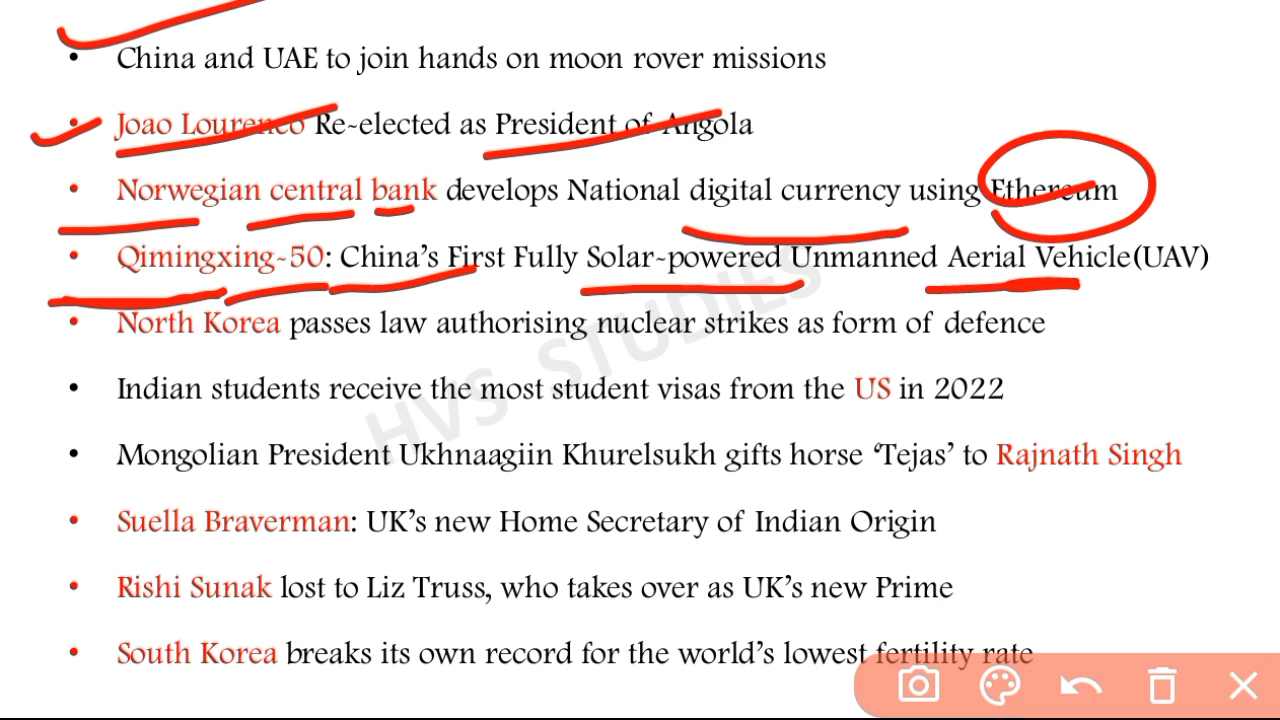 • China and UAE to join hands on moon rover missions
• Joao Lourenco Re-elected as President of Angola
• Norwegian central bank develops National digital currency using Ethereum
• Qimingxing-50: China's First Fully Solar-powered Unmanned Aerial Vehicle(UAV)
• North Korea passes law authorising nuclear strikes as form of defence
• Indian students receive the most student visas from the US in 2022
• Mongolian President Ukhnaagiin Khurelsukh gifts horse ‘Tejas’ to Rajnath Singh
• Suella Braverman: UK's new Home Secretary of Indian Origin
• Rishi Sunak lost to Liz Truss, who takes over as UK's new Prime
• South Korea breaks its own record for the world's lowest fertility rate
HVS STUDIES